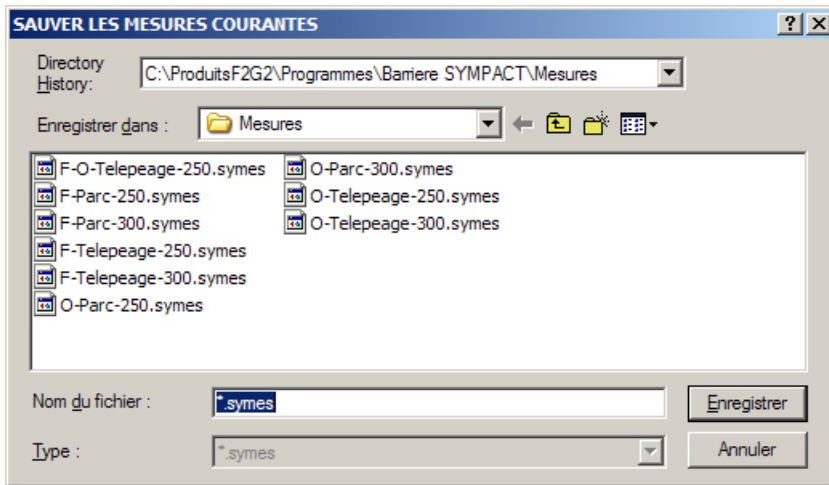 SAUVER LES MESURES COURANTES
Directory History: C:\ProduitsF2G2\Programmes\Barriere SYMPACT\Mesures
Enregistrer dans : Mesures
F-O-Telepeage-250.symes
F-Parc-250.symes
F-Parc-300.symes
F-Telepeage-250.symes
F-Telepeage-300.symes
O-Parc-250.symes
O-Parc-300.symes
O-Telepeage-250.symes
O-Telepeage-300.symes
Nom du fichier : *.symes Enregistrer
Type : *.symes Annuler